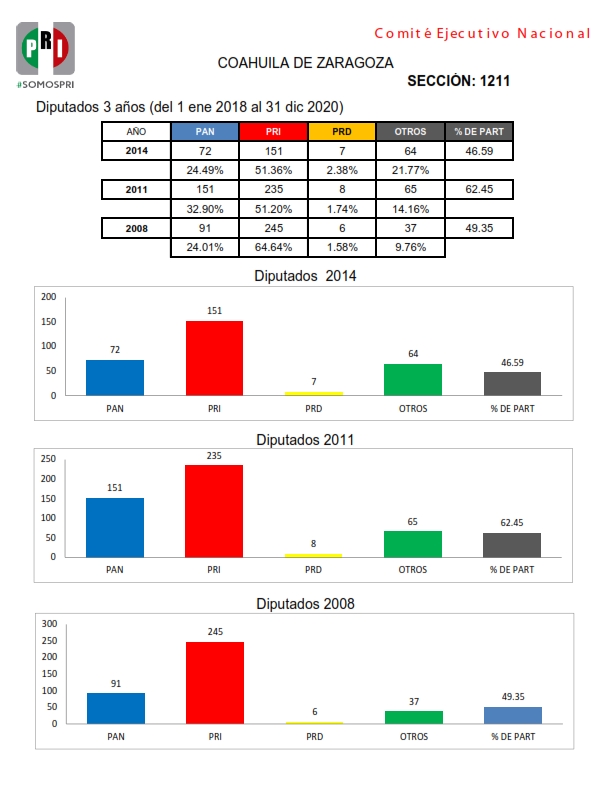 PRI
#SOMOSPRI
Comité Ejecutivo Nacional
COAHUILA DE ZARAGOZA
SECCIÓN: 1211
Diputados 3 años (del 1 ene 2018 al 31 dic 2020)
AÑO PAN PRI PRD OTROS % DE PART
2014 72 151 7 64 46.59
24.49% 51.36% 2.38% 21.77%
2011 151 235 8 65 62.45
32.90% 51.20% 1.74% 14.16%
2008 91 245 6 37 49.35
24.01% 64.64% 1.58% 9.76%
Diputados 2014
200
150
100
50
0
72 151 7 64 46.59
PAN PRI PRD OTROS % DE PART
Diputados 2011
250
200
150
100
50
0
151 235 8 65 62.45
PAN PRI PRD OTROS % DE PART
Diputados 2008
300
250
200
150
100
50
0
91 245 6 37 49.35
PAN PRI PRD OTROS % DE PART